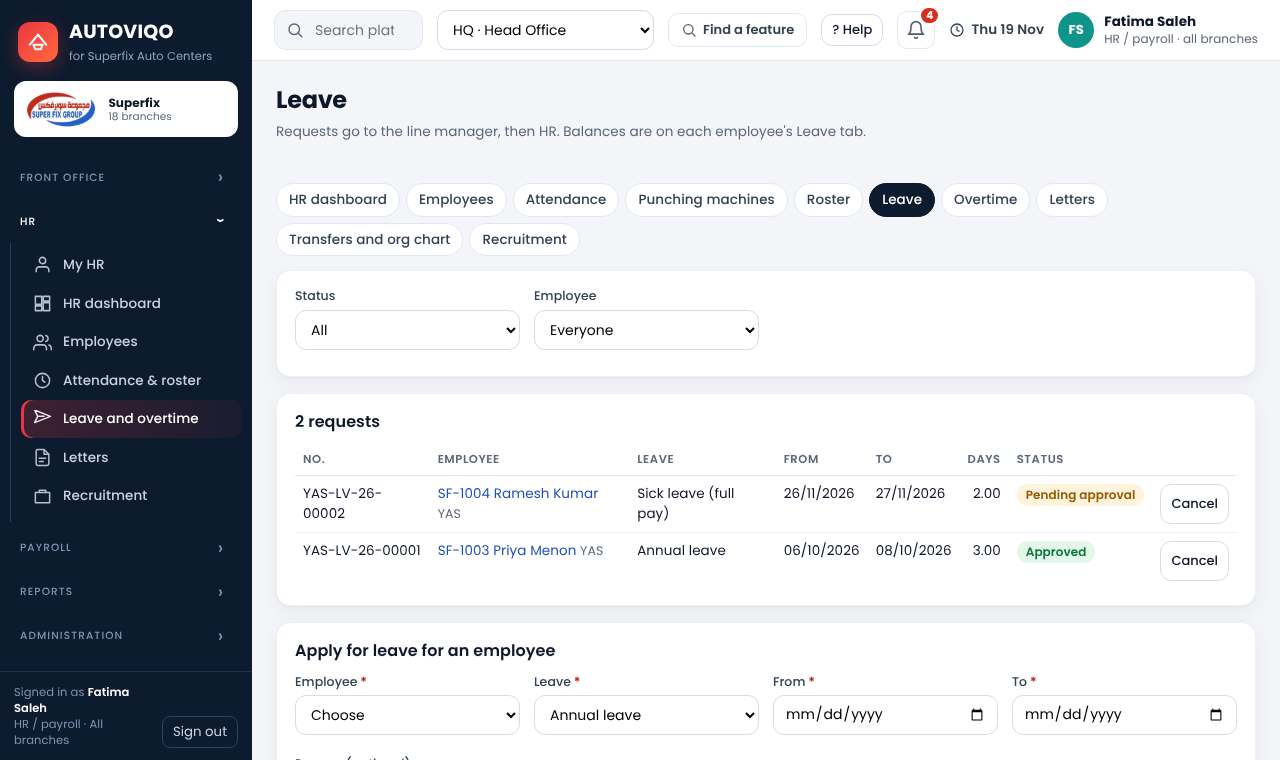 AUTOVIQO
for Superfix Auto Centers
مجموعة سوبر فكس
SUPER FIX GROUP
Superfix
18 branches
FRONT OFFICE
HR
My HR
HR dashboard
Employees
Attendance & roster
Leave and overtime
Letters
Recruitment
PAYROLL
REPORTS
ADMINISTRATION
Signed in as Fatima
Saleh
HR / payroll · All
branches
Sign out
Search plat
HQ · Head Office
Find a feature
? Help
4
Thu 19 Nov
FS
Fatima Saleh
HR / payroll · all branches
Leave
Requests go to the line manager, then HR. Balances are on each employee's Leave tab.
HR dashboard Employees Attendance Punching machines Roster Leave Overtime Letters
Transfers and org chart Recruitment
Status Employee
All Everyone
2 requests
NO. EMPLOYEE LEAVE FROM TO DAYS STATUS
YAS-LV-26-
00002 SF-1004 Ramesh Kumar
YAS Sick leave (full
pay) 26/11/2026 27/11/2026 2.00 Pending approval Cancel
YAS-LV-26-00001 SF-1003 Priya Menon YAS Annual leave 06/10/2026 08/10/2026 3.00 Approved Cancel
Apply for leave for an employee
Employee * Leave * From * To *
Choose Annual leave mm/dd/yyyy mm/dd/yyyy